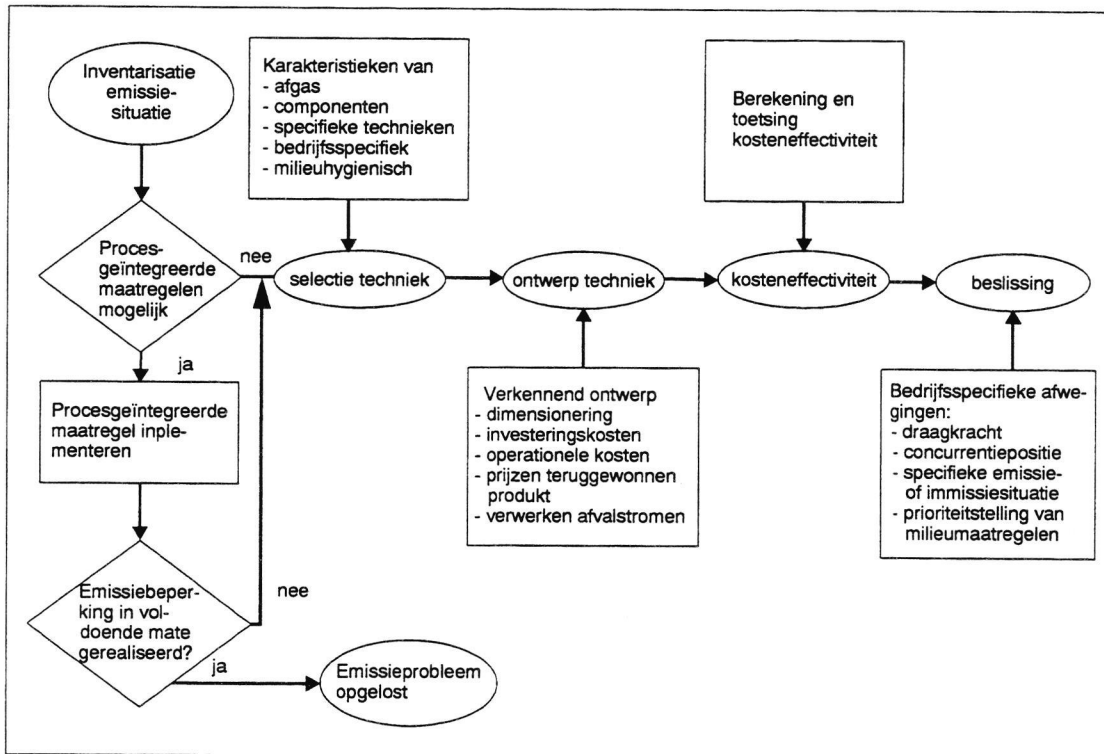 Inventarisatie
emissie-
situatie
Karakteristieken van
- afgas
- componenten
- specifieke technieken
- bedrijfsspecifiek
- milieuhygienisch
Berekening en
toetsing
kosteneffectiviteit
Proces-
geïntegreerde
maatregelen
mogelijk
nee
selectie techniek
ontwerp techniek
kosteneffectiviteit
beslissing
ja
Procesgeïntegreerde
maatregel inple-
menteren
Verkennend ontwerp
- dimensionering
- investeringskosten
- operationele kosten
- prijzen teruggewonnen
produkt
- verwerken afvalstromen
Bedrijfsspecifieke afwe-
gingen:
- draagkracht
- concurrentiepositie
- specifieke emissie-
of immissiesituatie
- prioriteitstelling van
milieumaatregelen
Emissiebeper-
king in vol-
doende mate
gerealiseerd?
nee
ja
Emissieprobleem
opgelost